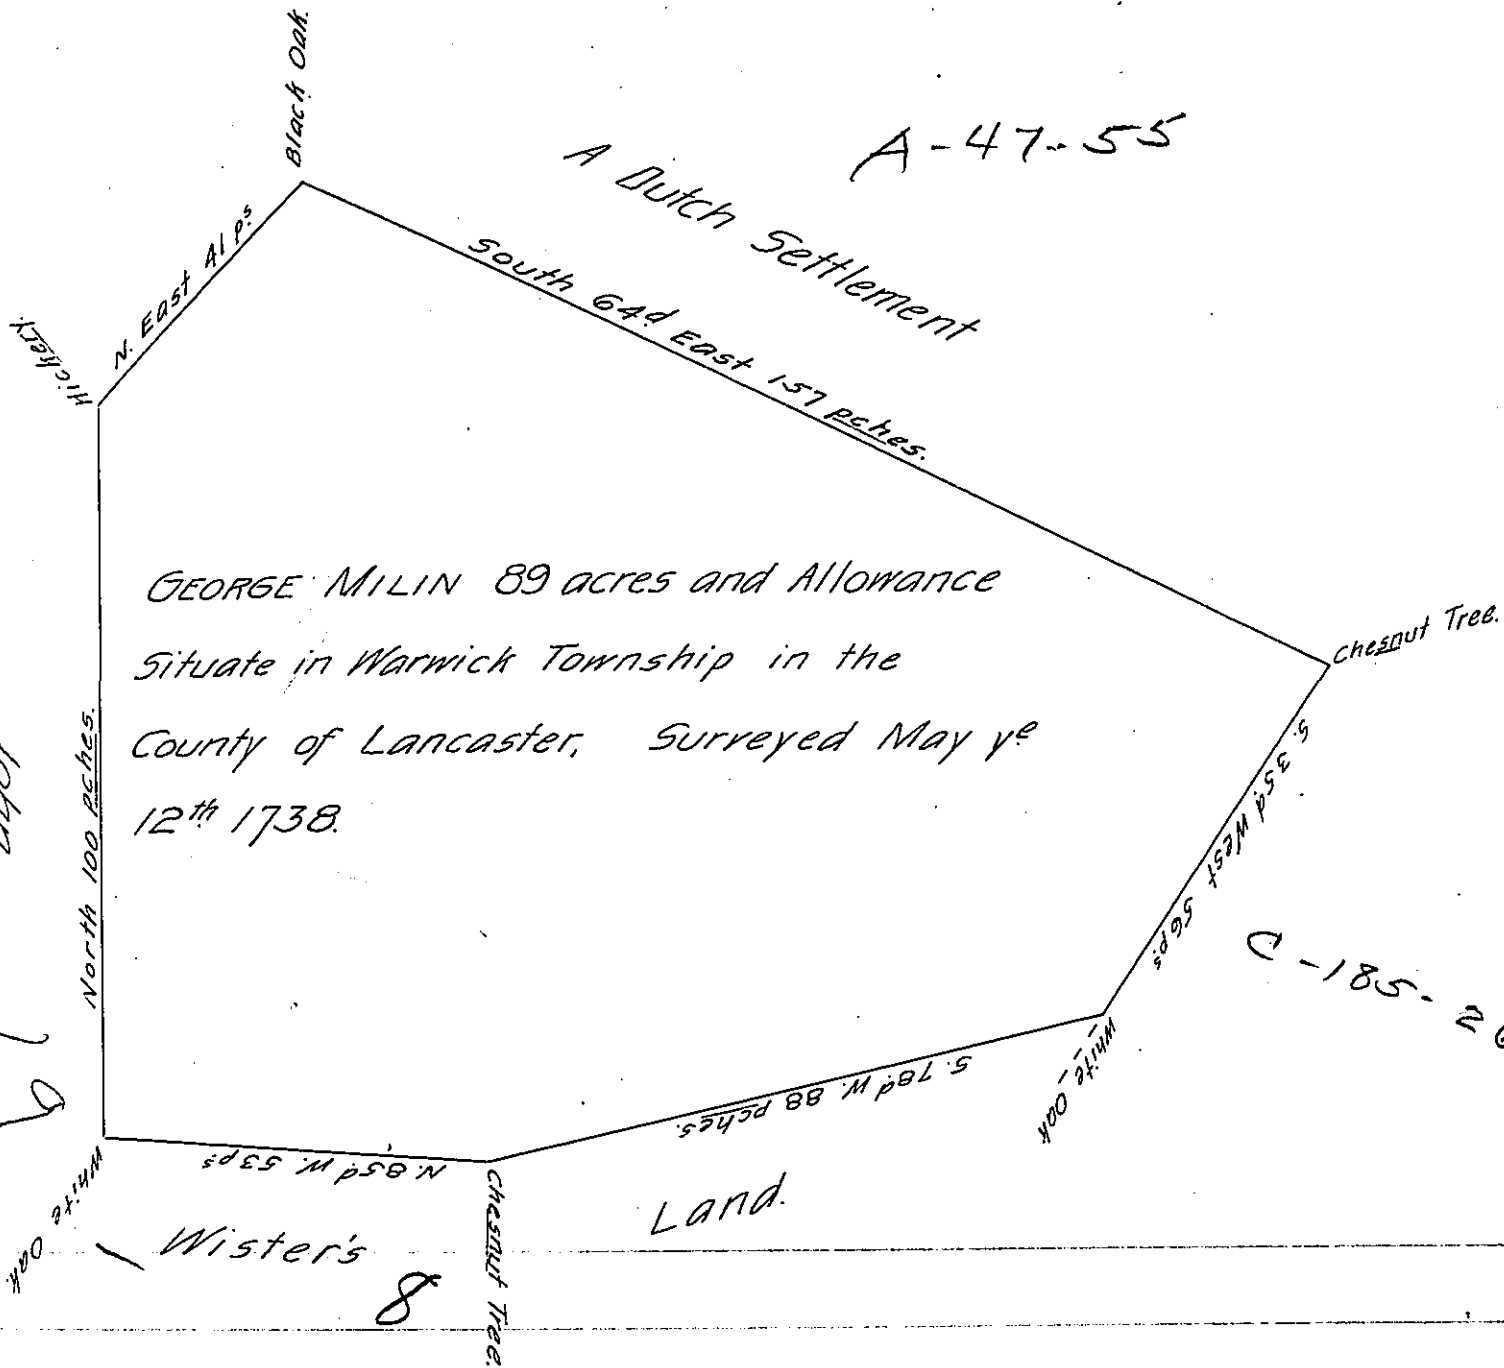 Black Oak.
A-47-55
A Dutch Settlement
N. East 41 p.s
South 64d East 157 pches.
Hickery.
GEORGE MILIN 89 acres and Allowance
Situate in Warwick Township in the
County of Lancaster, Surveyed May ye
12th 1738.
Chesnut Tree.
S. 35d West 56 p.s
North 100 pches.
John
C-185-2
White Oak
S. 78d W. 88 pches.
N. 85d W. 53 p.s
White Oak.
Chesnut Tree.
Wister's
Land.
8